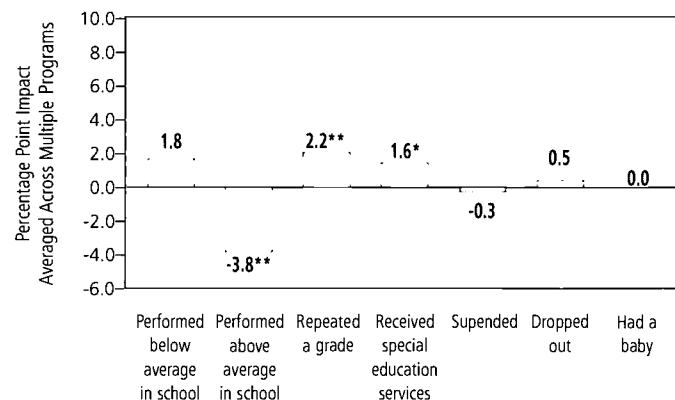 Percentage Point Impact
Averaged Across Multiple Programs
10.0
8.0
6.0
4.0
2.0
0.0
-2.0
-4.0
-6.0
1.8
-3.8**
2.2**
1.6*
-0.3
0.5
0.0
Performed
below
average
in school
Performed
above
average
in school
Repeated
a grade
Received
special
education
services
Supended
Dropped
out
Had a
baby